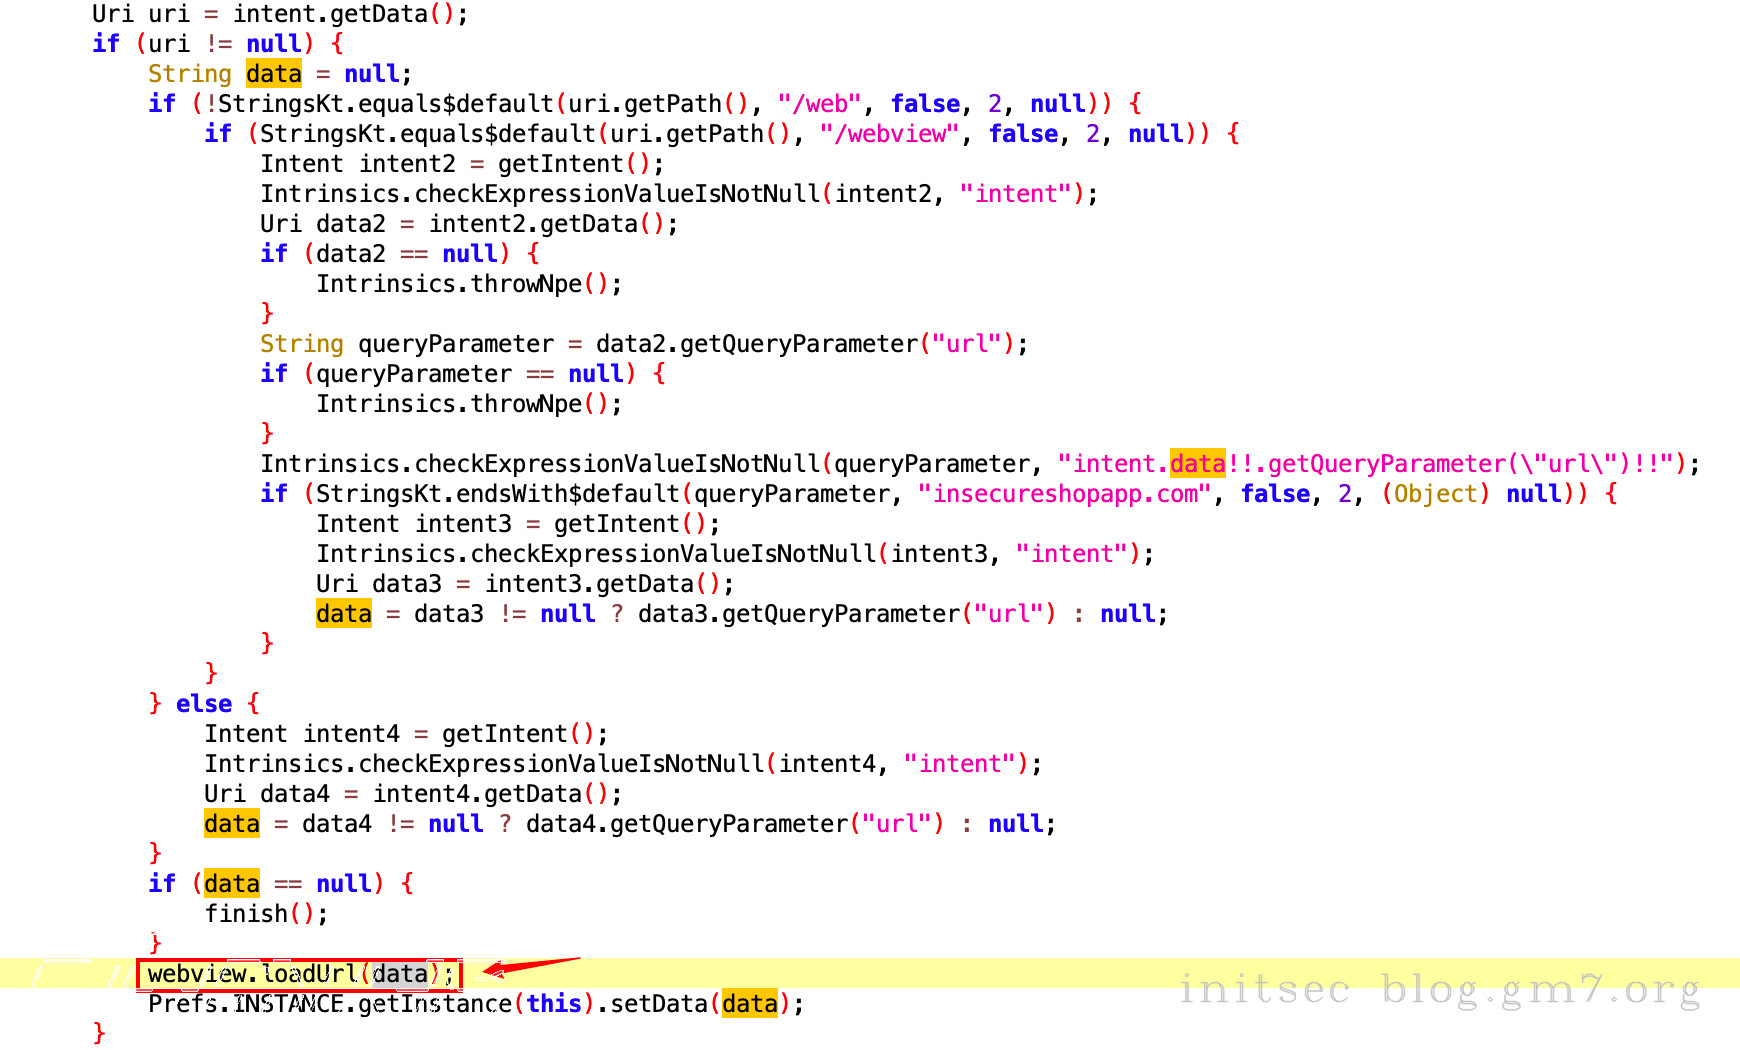 Uri uri = intent.getData();
if (uri != null) {
String data = null;
if (!StringsKt.equals$default(uri.getPath(), "/web", false, 2, null)) {
if (StringsKt.equals$default(uri.getPath(), "/webview", false, 2, null)) {
Intent intent2 = getIntent();
Intrinsics.checkExpressionValueIsNotNull(intent2, "intent");
Uri data2 = intent2.getData();
if (data2 == null) {
Intrinsics.throwNpe();
}
String queryParameter = data2.getQueryParameter("url");
if (queryParameter == null) {
Intrinsics.throwNpe();
}
Intrinsics.checkExpressionValueIsNotNull(queryParameter, "intent.data!!.getQueryParameter(\"url\")!!");
if (StringsKt.endsWith$default(queryParameter, "insecureshopapp.com", false, 2, (Object) null)) {
Intent intent3 = getIntent();
Intrinsics.checkExpressionValueIsNotNull(intent3, "intent");
Uri data3 = intent3.getData();
data = data3 != null ? data3.getQueryParameter("url") : null;
}
}
} else {
Intent intent4 = getIntent();
Intrinsics.checkExpressionValueIsNotNull(intent4, "intent");
Uri data4 = intent4.getData();
data = data4 != null ? data4.getQueryParameter("url") : null;
}
if (data == null) {
finish();
}
webview.loadUrl(data);
Prefs.INSTANCE.getInstance(this).setData(data);
}
initsec blog.gm7.org